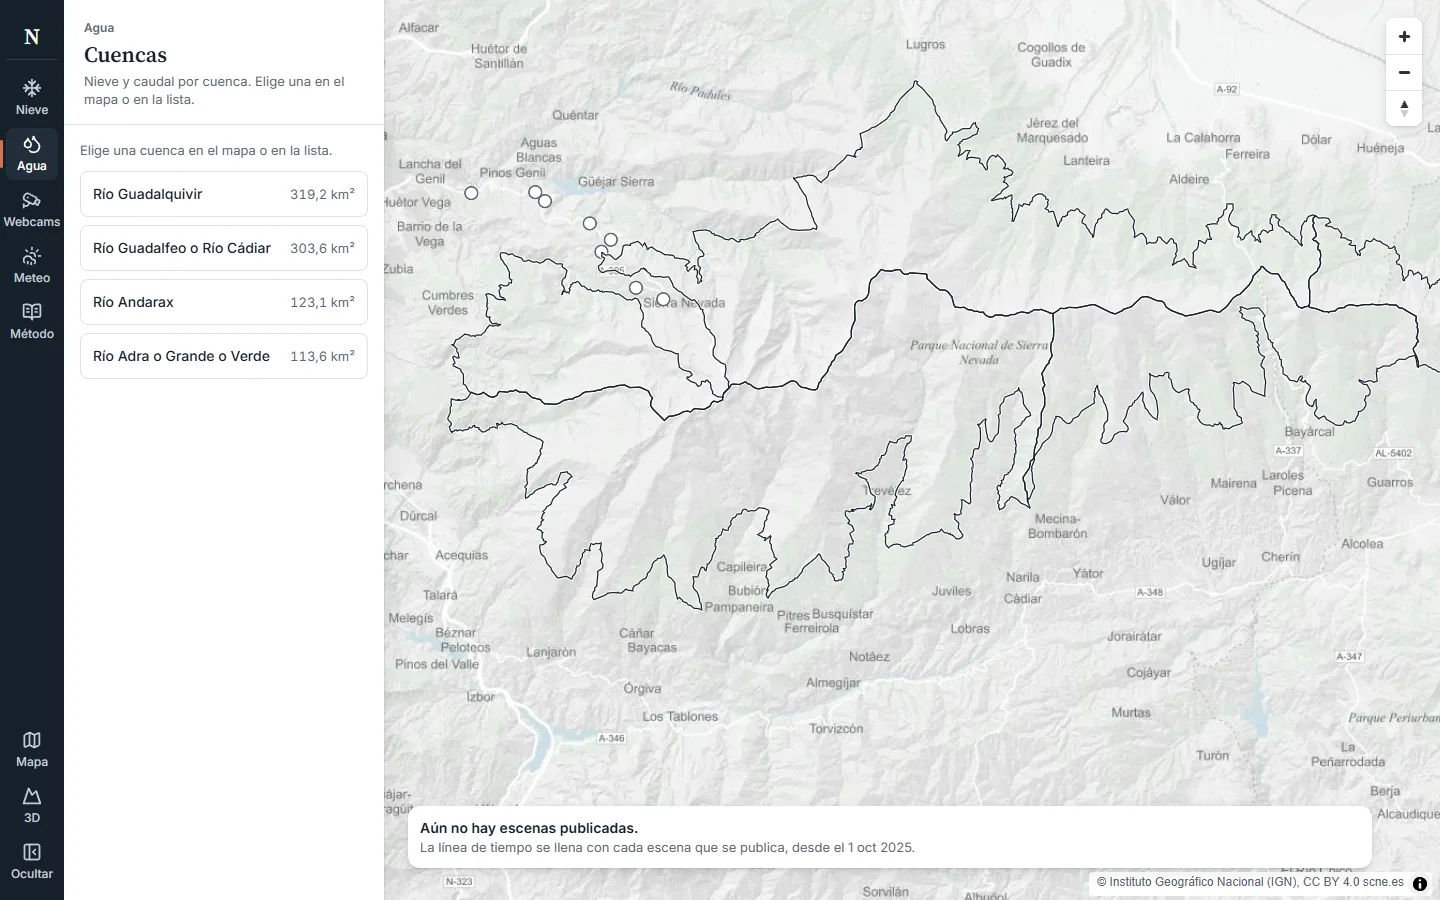 N
Nieve
Agua
Webcams
Meteo
Método
Mapa
3D
Ocultar
Agua
Cuencas
Nieve y caudal por cuenca. Elige una en el
mapa o en la lista.
Elige una cuenca en el mapa o en la lista.
Río Guadalquivir 319,2 km²
Río Guadalfeo o Río Cádiar 303,6 km²
Río Andarax 123,1 km²
Río Adra o Grande o Verde 113,6 km²
Alfacar
Huétor de
Santillán
Lugros
Cogollos de
Guadix
Río Padules
A-92
Quéntar
Jérez del
Marquesado
La Calahorra
Dólar
Huéneja
Ferreira
Lanteira
Aldeire
Aguas
Blancas
Lancha del
Genil
Pinos Genil
Güéjar Sierra
Huétor Vega
Barrio de la
Vega
Zubia
Cumbres
Verdes
A-395
Sierra Nevada
Parque Nacional de Sierra
Nevada
Bayárcal
A-337
AL-5402
Laroles
Mairena
Picena
Guarros
Válor
Trevélez
Mecina-
Bombarón
Alcolea
Cherín
Ugíjar
Yátor
Narila
Cádiar
A-348
Juviles
Lobras
Jorairátar
Cojáyar
A-347
Murtas
Turón
Parque Periurban
La
Peñarrodada
Berja
Alcaudique
Dúrcal
Acequias
Talará
Melegís
Béznar
Peloteos
Pinos del Valle
Izbor
Lanjarón
Cáñar
Bayacas
Capileira
Bubión
Pampaneira
Pitres
Ferreirola
Busquístar
Notáez
Almegíjar
Órgiva
Los Tablones
Torvizcón
A-346
N-323
Sorvilán
Albuñol
+
−
Aún no hay escenas publicadas.
La línea de tiempo se llena con cada escena que se publica, desde el 1 oct 2025.
© Instituto Geográfico Nacional (IGN), CC BY 4.0 scne.es